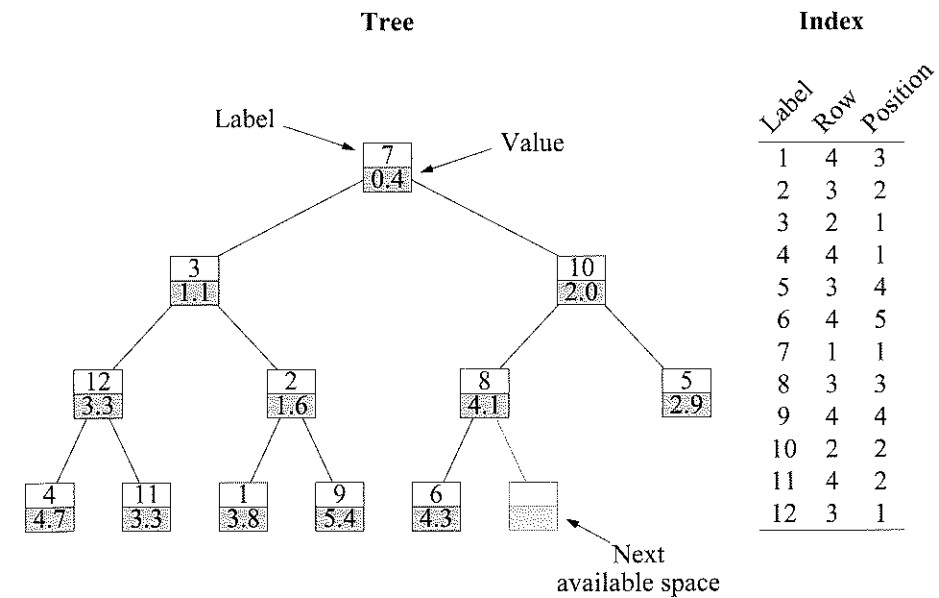 Tree
Index
Label
Row
Position
Label
Value
7
0.4
3
1.1
10
2.0
12
3.3
2
1.6
8
4.1
5
2.9
4
4.7
11
3.3
1
3.8
9
5.4
6
4.3
Next
available space
1 4 3
2 3 2
3 2 1
4 4 1
5 3 4
6 4 5
7 1 1
8 3 3
9 4 4
10 2 2
11 4 2
12 3 1